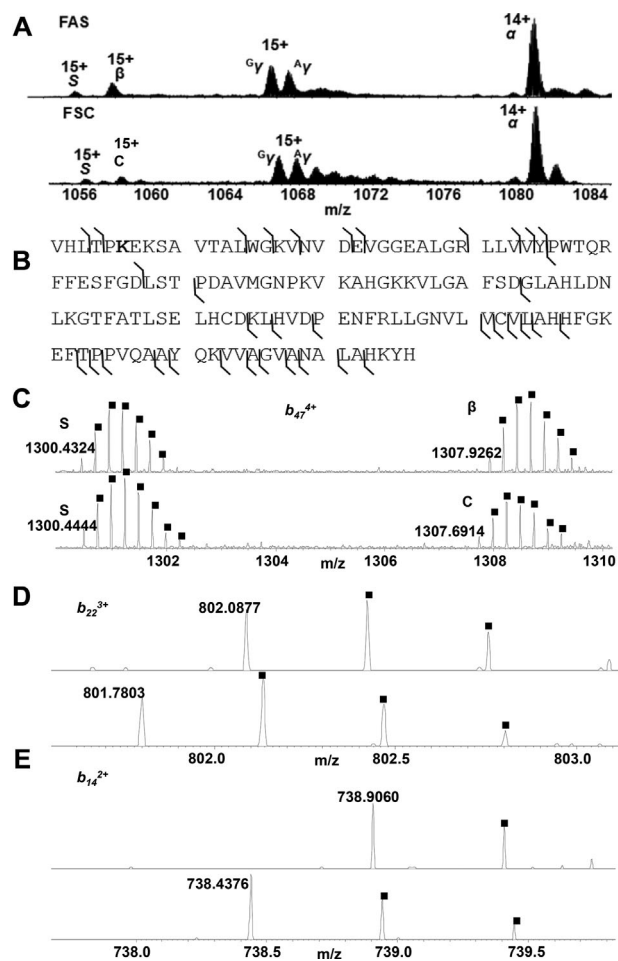 A
FAS
15+ S
15+ β
15+
Gγ Aγ
14+ α
FSC
15+ S
15+ C
15+
Gγ Aγ
14+ α
1056 1060 1064 1068 1072 1080 1084
m/z
B
VHLTPKEKSA VTALWGKVNV DEVGGEALGR LLVVYPWTQR
FFESFGDLST PDAVMGNPKV KAHGKKVLGA FSDGLAHLDN
LKGTFATLSE LHCDKLHVDP ENFRLLGNVL VCVLAHHFGK
EFTPPVQAAY QKVVAGVANA LAHKYH
C
S b47 4+ β
1300.4324 1307.9262
S C
1300.4444 1307.6914
1302 1304 1306 1308 1310
m/z
D
b22 3+ 802.0877
801.7803
802.0 m/z 802.5 803.0
E
b14 2+
738.9060
738.4376
738.0 738.5 m/z 739.0 739.5